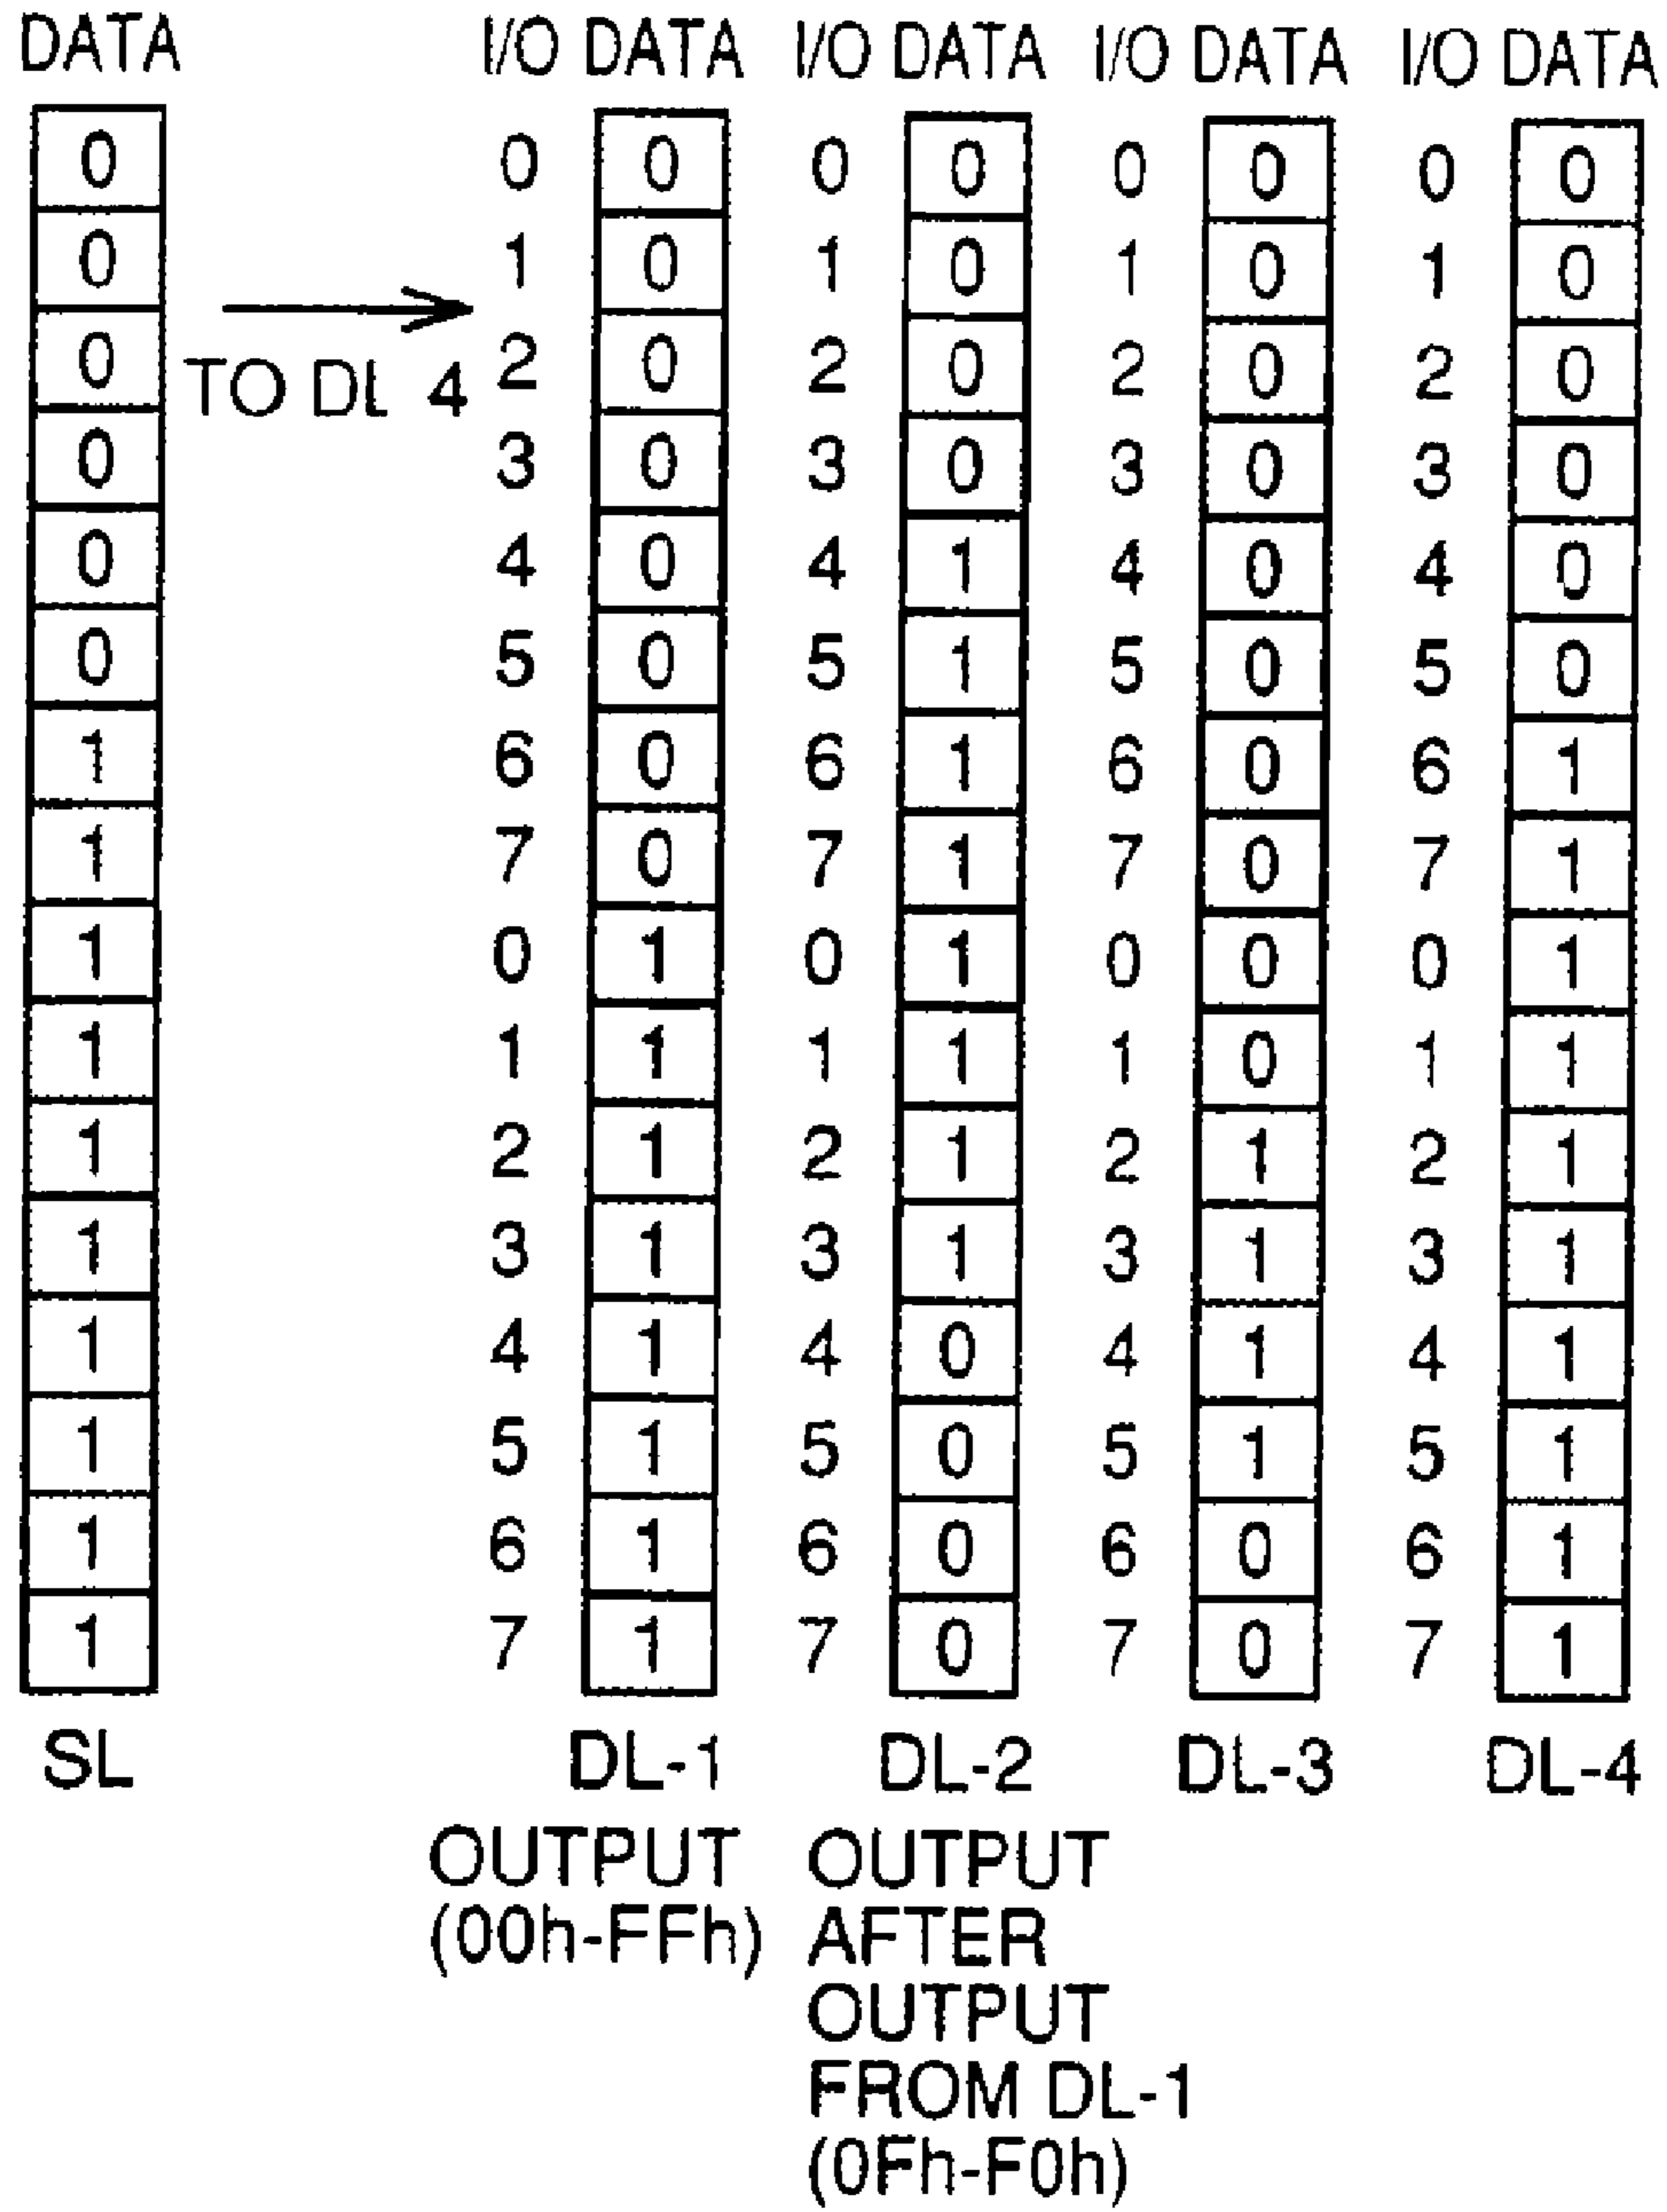 DATA I/O DATA I/O DATA I/O DATA I/O DATA
0 0 0 0 0 0 0 0 0
0 1 0 1 0 1 0 1 0
0 2 0 2 0 2 0 2 0
TO DL 4
0 3 0 3 0 3 0 3 0
0 4 0 4 1 4 0 4 0
0 5 0 5 1 5 0 5 0
1 6 0 6 1 6 0 6 1
1 7 0 7 1 7 0 7 1
1 0 1 0 1 0 0 0 1
1 1 1 1 1 1 0 1 1
1 2 1 2 1 2 1 2 1
1 3 1 3 1 3 1 3 1
1 4 1 4 0 4 1 4 1
1 5 1 5 0 5 1 5 1
1 6 1 6 0 6 0 6 1
1 7 1 7 0 7 0 7 1
SL DL-1 DL-2 DL-3 DL-4
OUTPUT
(00h-FFh)
OUTPUT
AFTER
OUTPUT
FROM DL-1
(0Fh-F0h)